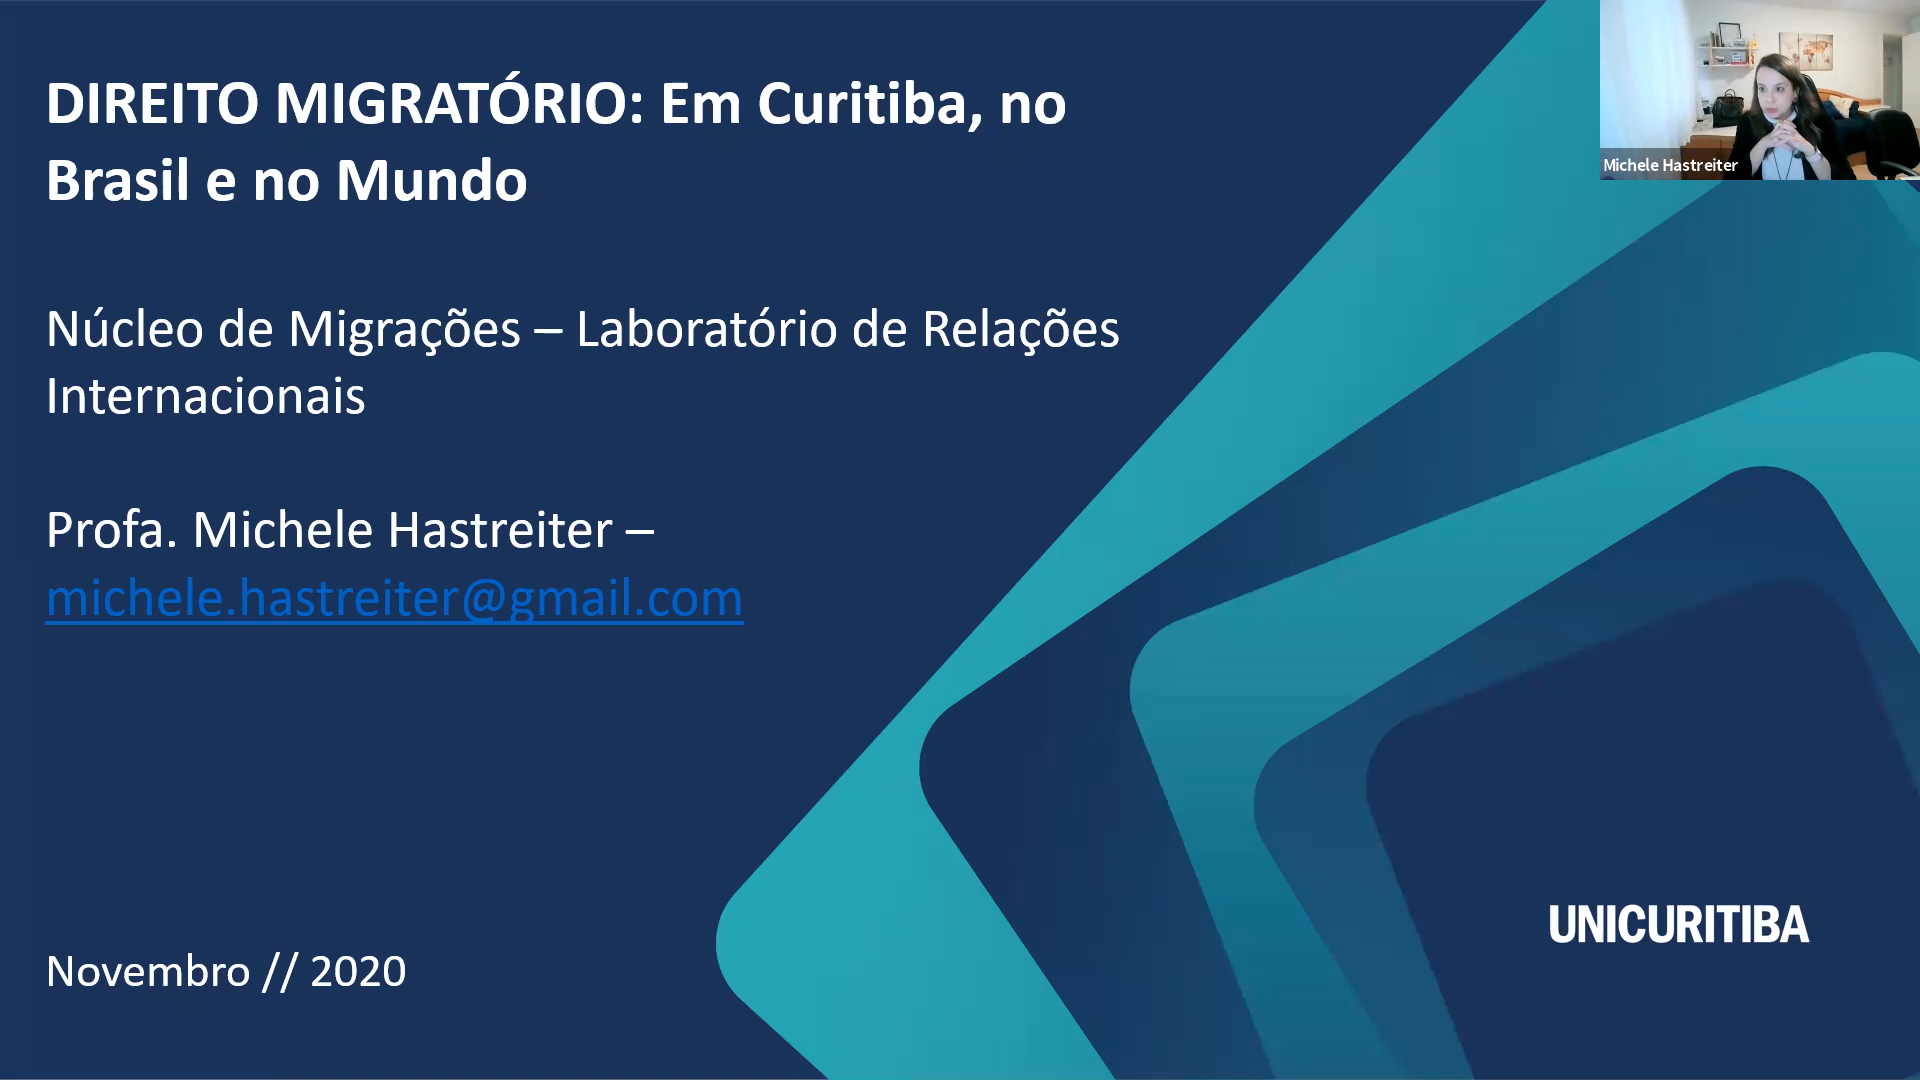 DIREITO MIGRATÓRIO: Em Curitiba, no
Brasil e no Mundo
Núcleo de Migrações – Laboratório de Relações
Internacionais
Profa. Michele Hastreiter –
michele.hastreiter@gmail.com
Novembro // 2020
UNICURITIBA
Michele Hastreiter